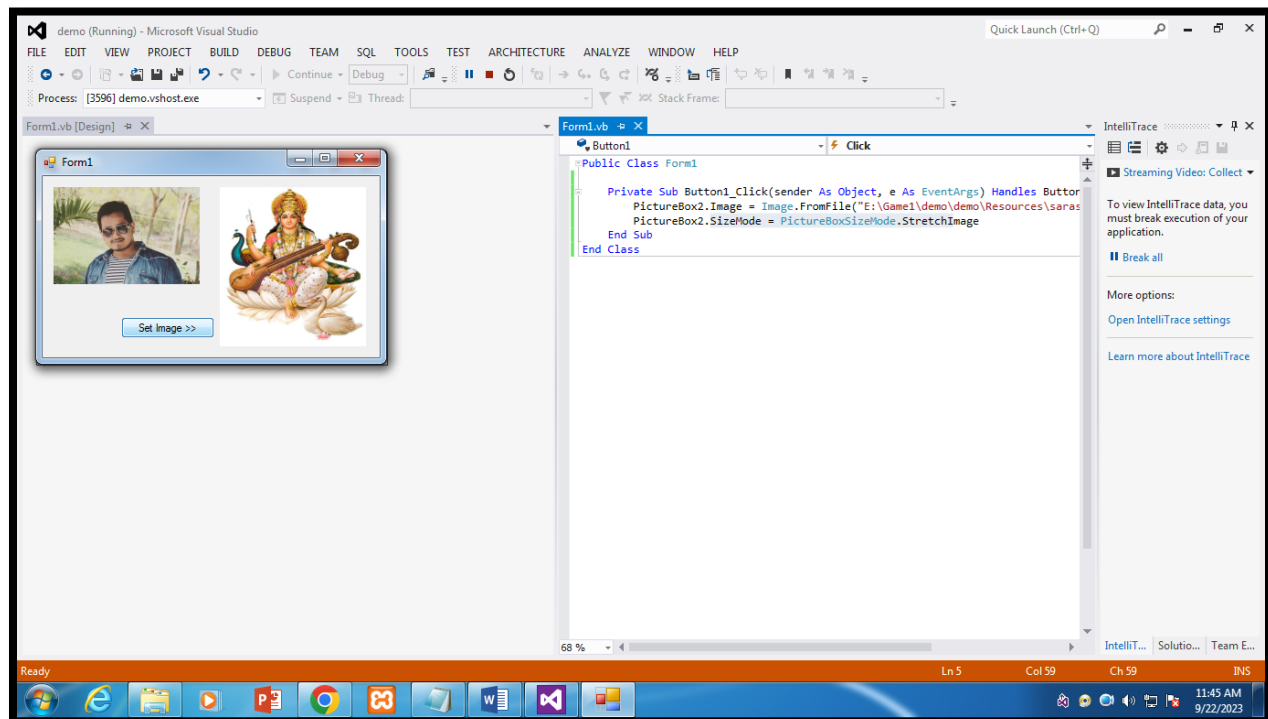 demo (Running) - Microsoft Visual Studio
Quick Launch (Ctrl+Q)
FILE EDIT VIEW PROJECT BUILD DEBUG TEAM SQL TOOLS TEST ARCHITECTURE ANALYZE WINDOW HELP
Continue Debug
Process: [3596] demo.vshost.exe Suspend Thread: Stack Frame:
Form1.vb [Design]
Form1
Set Image >>
Form1.vb
Button1 Click
Public Class Form1
Private Sub Button1_Click(sender As Object, e As EventArgs) Handles Button
PictureBox2.Image = Image.FromFile("E:\Game1\demo\demo\Resources\saras
PictureBox2.SizeMode = PictureBoxSizeMode.StretchImage
End Sub
End Class
68 %
IntelliTrace
Streaming Video: Collect
To view IntelliTrace data, you
must break execution of your
application.
Break all
More options:
Open IntelliTrace settings
Learn more about IntelliTrace
IntelliT... Solutio... Team E...
Ready Ln 5 Col 59 Ch 59 INS
11:45 AM
9/22/2023